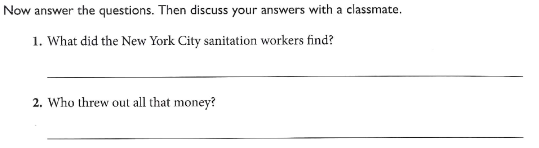 Now answer the questions. Then discuss your answers with a classmate.
1. What did the New York City sanitation workers find?
2. Who threw out all that money?